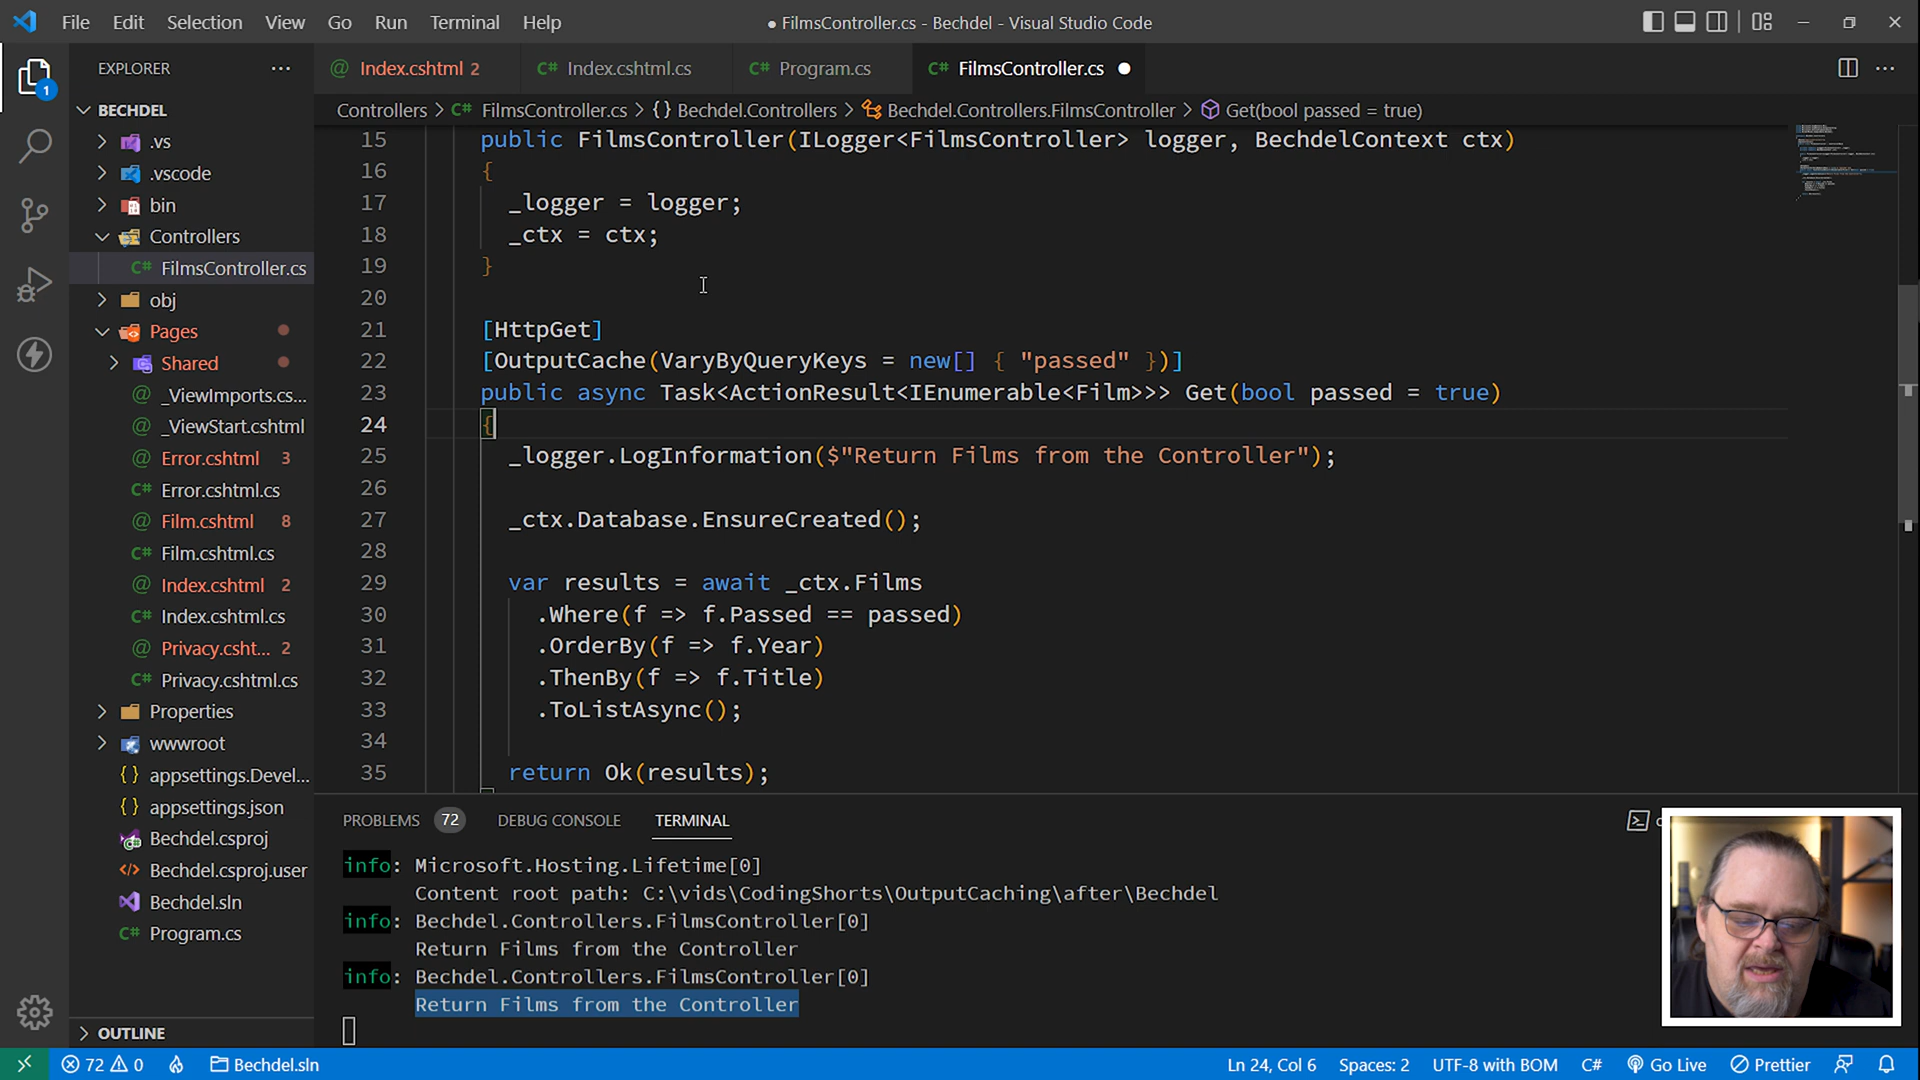 File Edit Selection View Go Run Terminal Help
● FilmsController.cs - Bechdel - Visual Studio Code
EXPLORER
Index.cshtml 2
C# Index.cshtml.cs
C# Program.cs
C# FilmsController.cs ●
Controllers > C# FilmsController.cs > {} Bechdel.Controllers > Bechdel.Controllers.FilmsController > Get(bool passed = true)
1
BECHDEL
.vs
.vscode
bin
Controllers
C# FilmsController.cs
obj
Pages
Shared
_ViewImports.cs...
_ViewStart.cshtml
Error.cshtml 3
C# Error.cshtml.cs
Film.cshtml 8
C# Film.cshtml.cs
Index.cshtml 2
C# Index.cshtml.cs
Privacy.csht... 2
C# Privacy.cshtml.cs
Properties
wwwroot
{} appsettings.Devel...
{} appsettings.json
Bechdel.csproj
Bechdel.csproj.user
Bechdel.sln
C# Program.cs
OUTLINE
15 public FilmsController(ILogger<FilmsController> logger, BechdelContext ctx)
16 {
17 _logger = logger;
18 _ctx = ctx;
19 }
20
21 [HttpGet]
22 [OutputCache(VaryByQueryKeys = new[] { "passed" })]
23 public async Task<ActionResult<IEnumerable<Film>>> Get(bool passed = true)
24 {
25 _logger.LogInformation($"Return Films from the Controller");
26
27 _ctx.Database.EnsureCreated();
28
29 var results = await _ctx.Films
30 .Where(f => f.Passed == passed)
31 .OrderBy(f => f.Year)
32 .ThenBy(f => f.Title)
33 .ToListAsync();
34
35 return Ok(results);
PROBLEMS 72 DEBUG CONSOLE TERMINAL
info: Microsoft.Hosting.Lifetime[0]
Content root path: C:\vids\CodingShorts\OutputCaching\after\Bechdel
info: Bechdel.Controllers.FilmsController[0]
Return Films from the Controller
info: Bechdel.Controllers.FilmsController[0]
Return Films from the Controller
72 0 Bechdel.sln
Ln 24, Col 6 Spaces: 2 UTF-8 with BOM C# Go Live Prettier